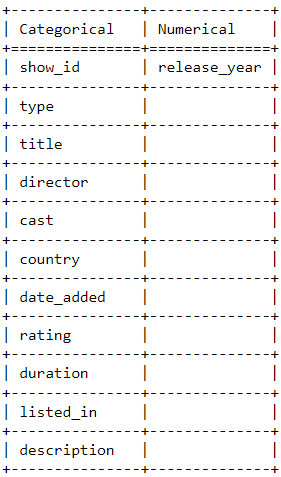 +---------------+--------------+
| Categorical   | Numerical    |
+===============+==============+
| show_id       | release_year |
+---------------+--------------+
| type          |              |
+---------------+--------------+
| title         |              |
+---------------+--------------+
| director      |              |
+---------------+--------------+
| cast          |              |
+---------------+--------------+
| country       |              |
+---------------+--------------+
| date_added    |              |
+---------------+--------------+
| rating        |              |
+---------------+--------------+
| duration      |              |
+---------------+--------------+
| listed_in     |              |
+---------------+--------------+
| description   |              |
+---------------+--------------+